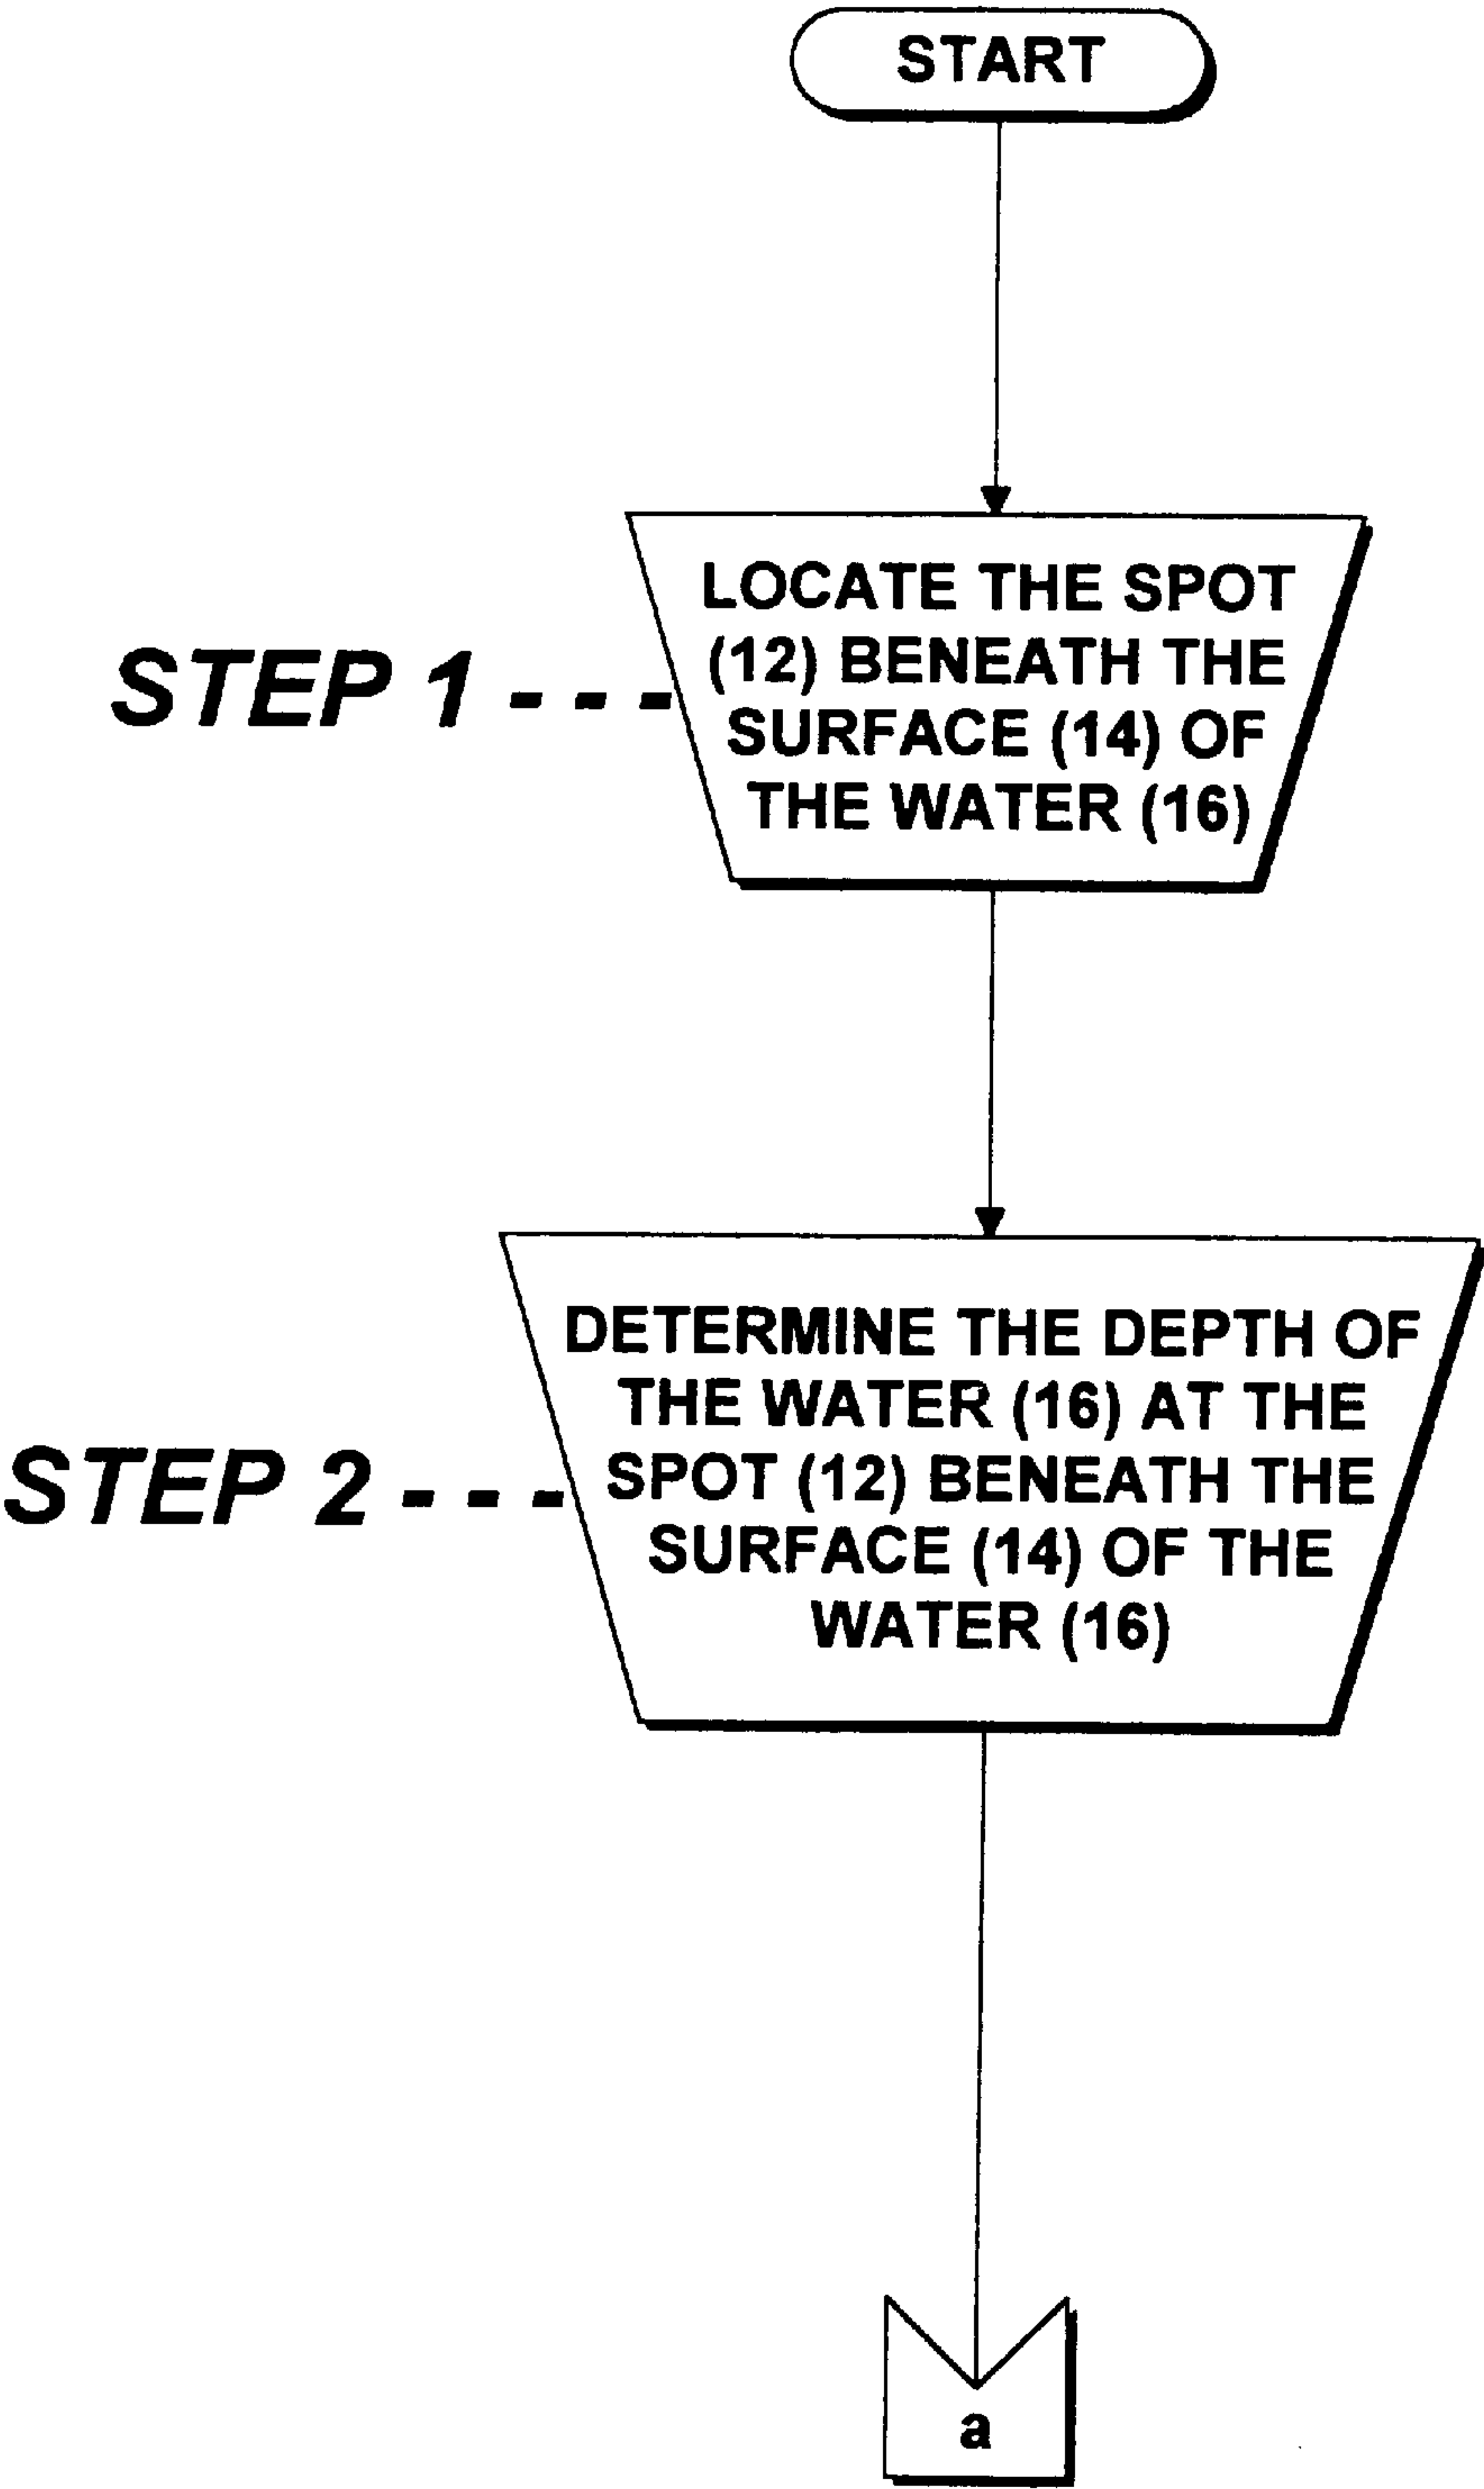 START
LOCATE THE SPOT
(12) BENEATH THE
SURFACE (14) OF
THE WATER (16)
STEP 1 - - -
DETERMINE THE DEPTH OF
THE WATER (16) AT THE
SPOT (12) BENEATH THE
SURFACE (14) OF THE
WATER (16)
STEP 2 - - -
a